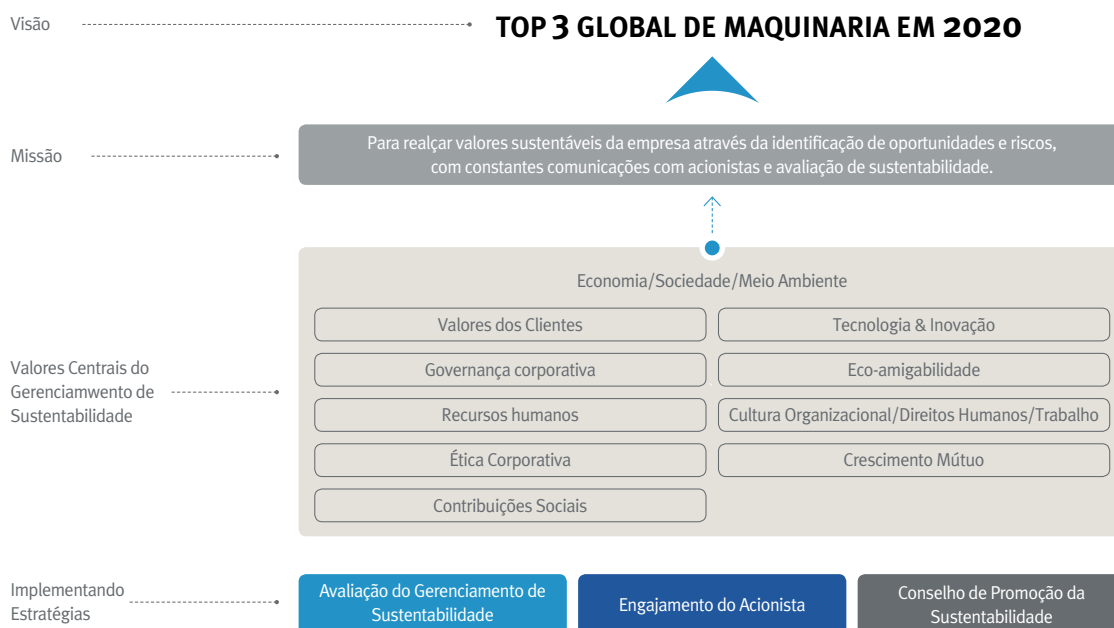 Visão
TOP 3 GLOBAL DE MAQUINARIA EM 2020
Missão
Para realçar valores sustentáveis da empresa através da identificação de oportunidades e riscos,
com constantes comunicações com acionistas e avaliação de sustentabilidade.
Economia/Sociedade/Meio Ambiente
Valores Centrais do
Gerenciamwento de
Sustentabilidade
Valores dos Clientes
Tecnologia & Inovação
Governança corporativa
Eco-amigabilidade
Recursos humanos
Cultura Organizacional/Direitos Humanos/Trabalho
Ética Corporativa
Crescimento Mútuo
Contribuições Sociais
Implementando
Estratégias
Avaliação do Gerenciamento de
Sustentabilidade
Engajamento do Acionista
Conselho de Promoção da
Sustentabilidade